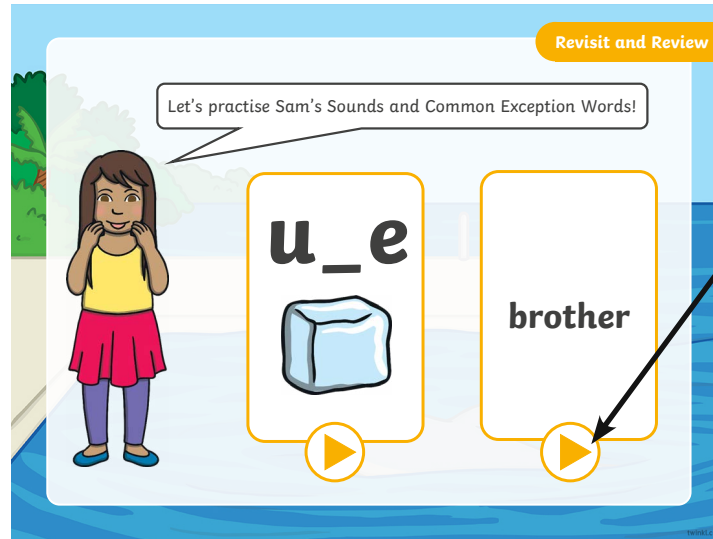 Revisit and Review
Let's practise Sam's Sounds and Common Exception Words!
u_e
brother